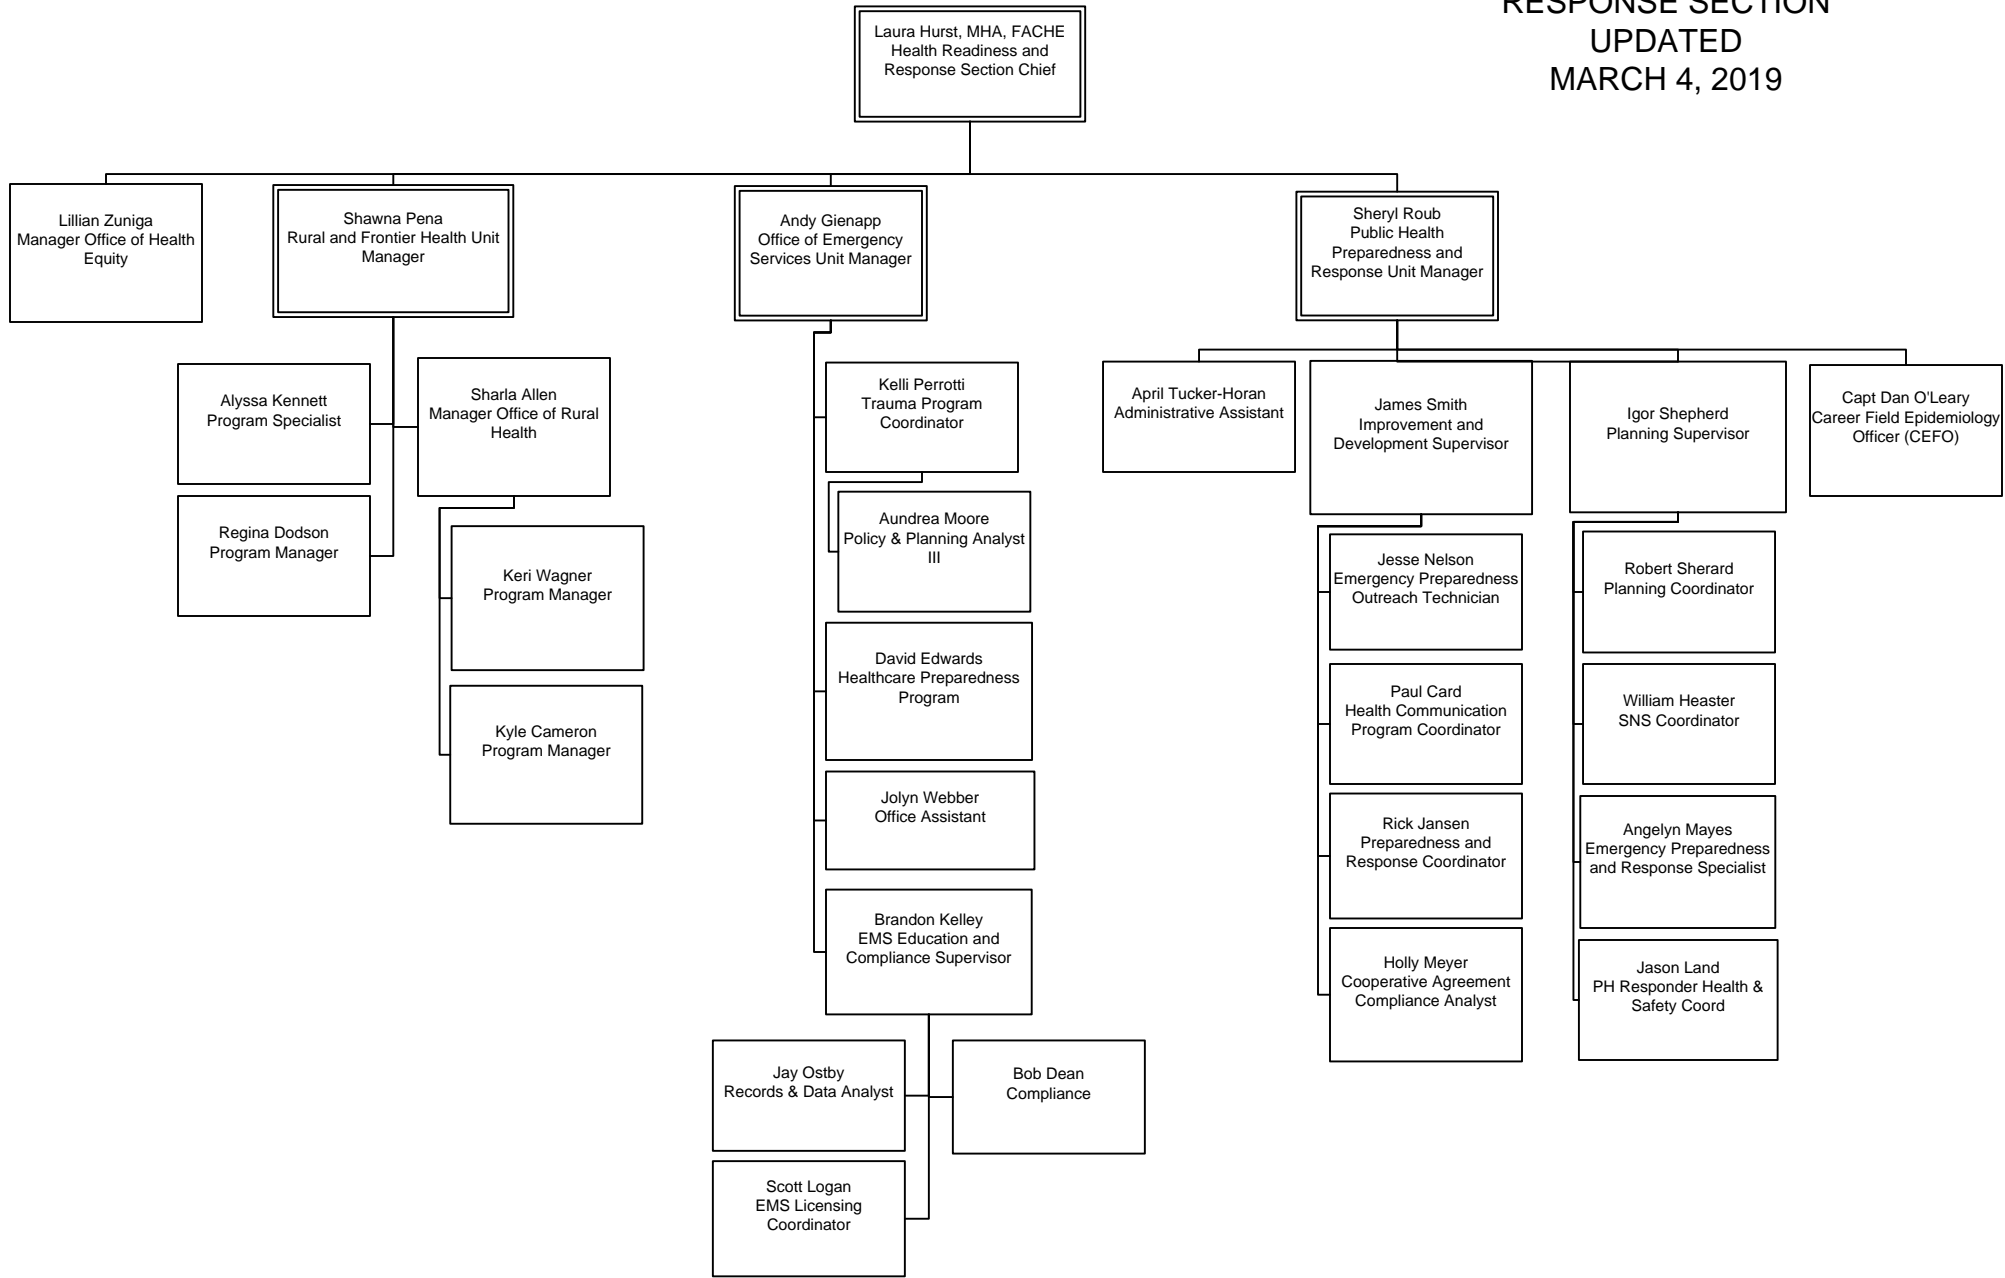 RESPONSE SECTION
UPDATED
MARCH 4, 2019
Laura Hurst, MHA, FACHE
Health Readiness and
Response Section Chief
Lillian Zuniga
Manager Office of Health
Equity
Shawna Pena
Rural and Frontier Health Unit
Manager
Andy Gienapp
Office of Emergency
Services Unit Manager
Sheryl Roub
Public Health
Preparedness and
Response Unit Manager
Alyssa Kennett
Program Specialist
Sharla Allen
Manager Office of Rural
Health
Regina Dodson
Program Manager
Keri Wagner
Program Manager
Kyle Cameron
Program Manager
Kelli Perrotti
Trauma Program
Coordinator
Aundrea Moore
Policy & Planning Analyst
III
David Edwards
Healthcare Preparedness
Program
Jolyn Webber
Office Assistant
Brandon Kelley
EMS Education and
Compliance Supervisor
Jay Ostby
Records & Data Analyst
Bob Dean
Compliance
Scott Logan
EMS Licensing
Coordinator
April Tucker-Horan
Administrative Assistant
James Smith
Improvement and
Development Supervisor
Igor Shepherd
Planning Supervisor
Capt Dan O'Leary
Career Field Epidemiology
Officer (CEFO)
Jesse Nelson
Emergency Preparedness
Outreach Technician
Paul Card
Health Communication
Program Coordinator
Rick Jansen
Preparedness and
Response Coordinator
Holly Meyer
Cooperative Agreement
Compliance Analyst
Robert Sherard
Planning Coordinator
William Heaster
SNS Coordinator
Angelyn Mayes
Emergency Preparedness
and Response Specialist
Jason Land
PH Responder Health &
Safety Coord